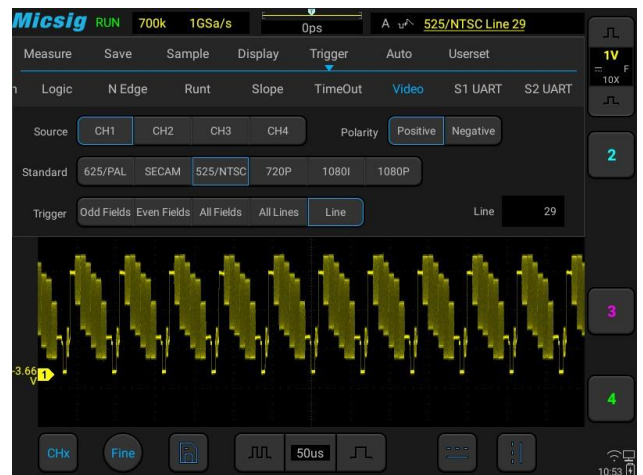 Micsig RUN 700k 1GSa/s 0ps A 525/NTSC Line 29
Measure Save Sample Display Trigger Auto Userset
Logic N Edge Runt Slope TimeOut Video S1 UART S2 UART
Source CH1 CH2 CH3 CH4 Polarity Positive Negative
Standard 625/PAL SECAM 525/NTSC 720P 1080I 1080P
Trigger Odd Fields Even Fields All Fields All Lines Line Line 29
1V
F
10X
2
3
4
-3.66
V 1
CHx Fine 50us
10:53